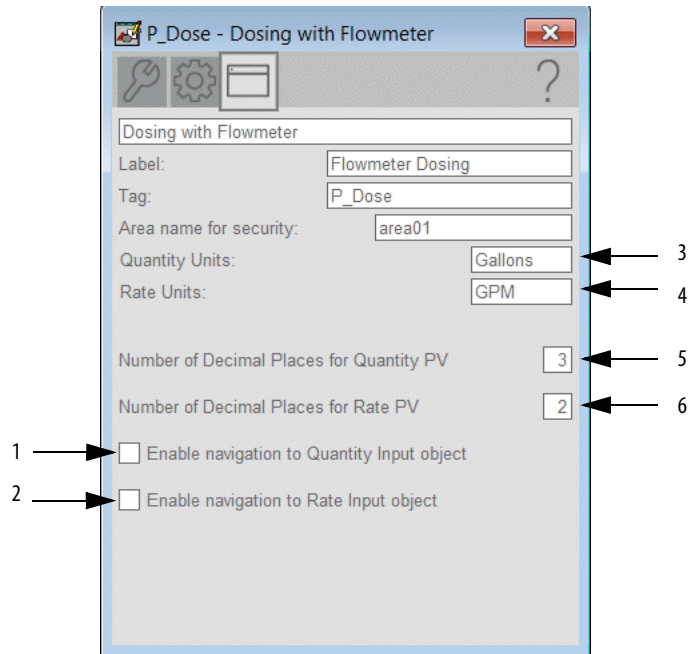 P_Dose - Dosing with Flowmeter
?
Dosing with Flowmeter
Label: Flowmeter Dosing
Tag: P_Dose
Area name for security: area01
Quantity Units: Gallons 3
Rate Units: GPM 4
Number of Decimal Places for Quantity PV 3 5
Number of Decimal Places for Rate PV 2 6
1 Enable navigation to Quantity Input object
2 Enable navigation to Rate Input object